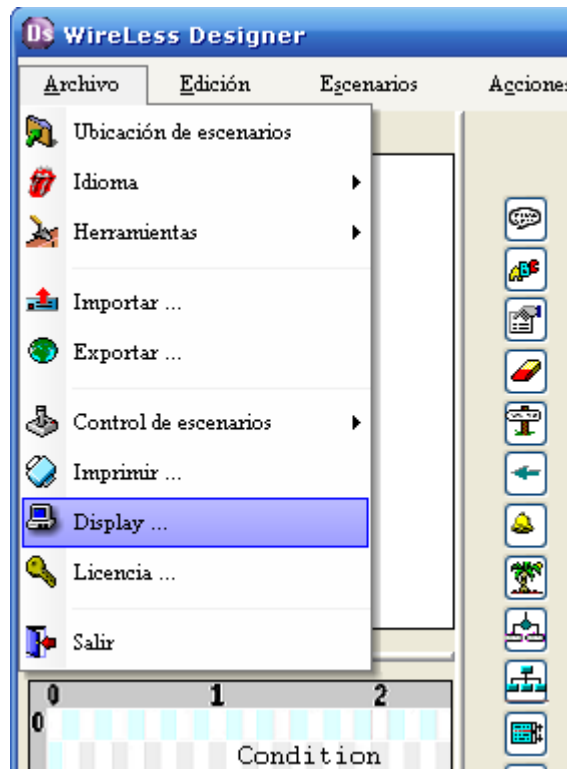 Ds WireLess Designer
Archivo Edición Escenarios Acciones
Ubicación de escenarios
Idioma
Herramientas
Importar ...
Exportar ...
Control de escenarios
Imprimir ...
Display ...
Licencia ...
Salir
0 1 2
0
Condition